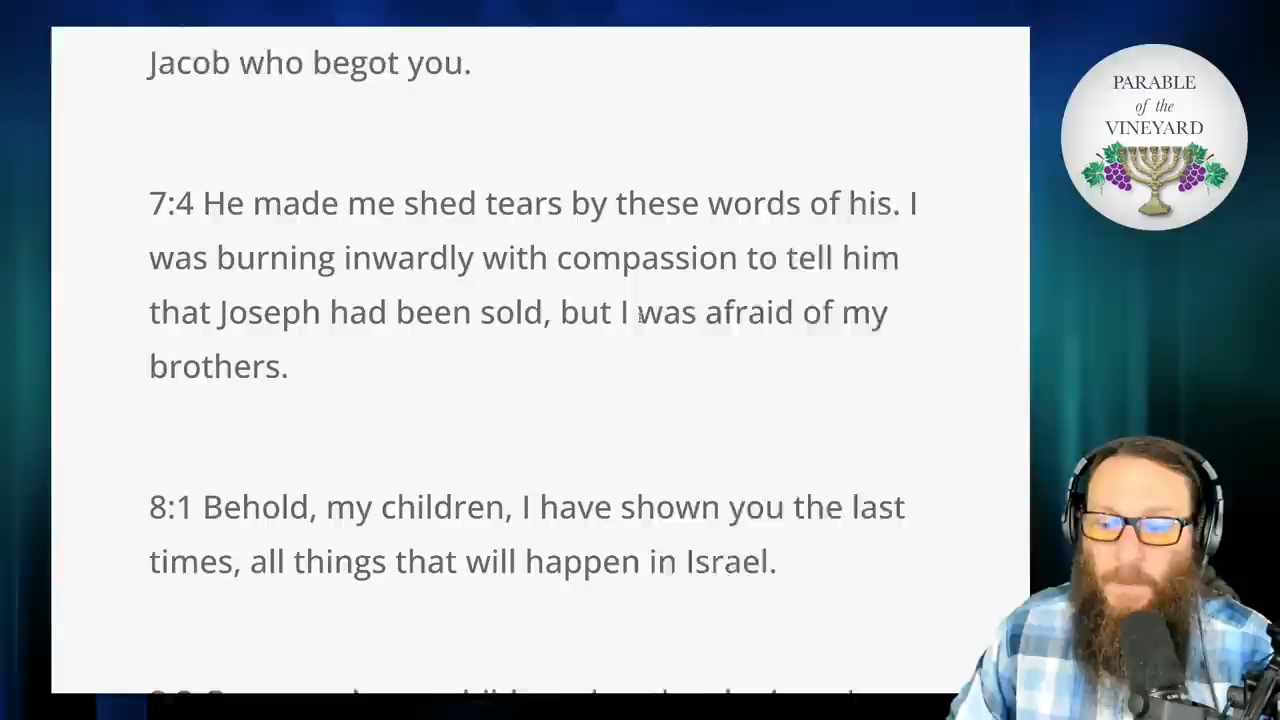 Jacob who begot you.
7:4 He made me shed tears by these words of his. I
was burning inwardly with compassion to tell him
that Joseph had been sold, but I was afraid of my
brothers.
8:1 Behold, my children, I have shown you the last
times, all things that will happen in Israel.
PARABLE
of the
VINEYARD